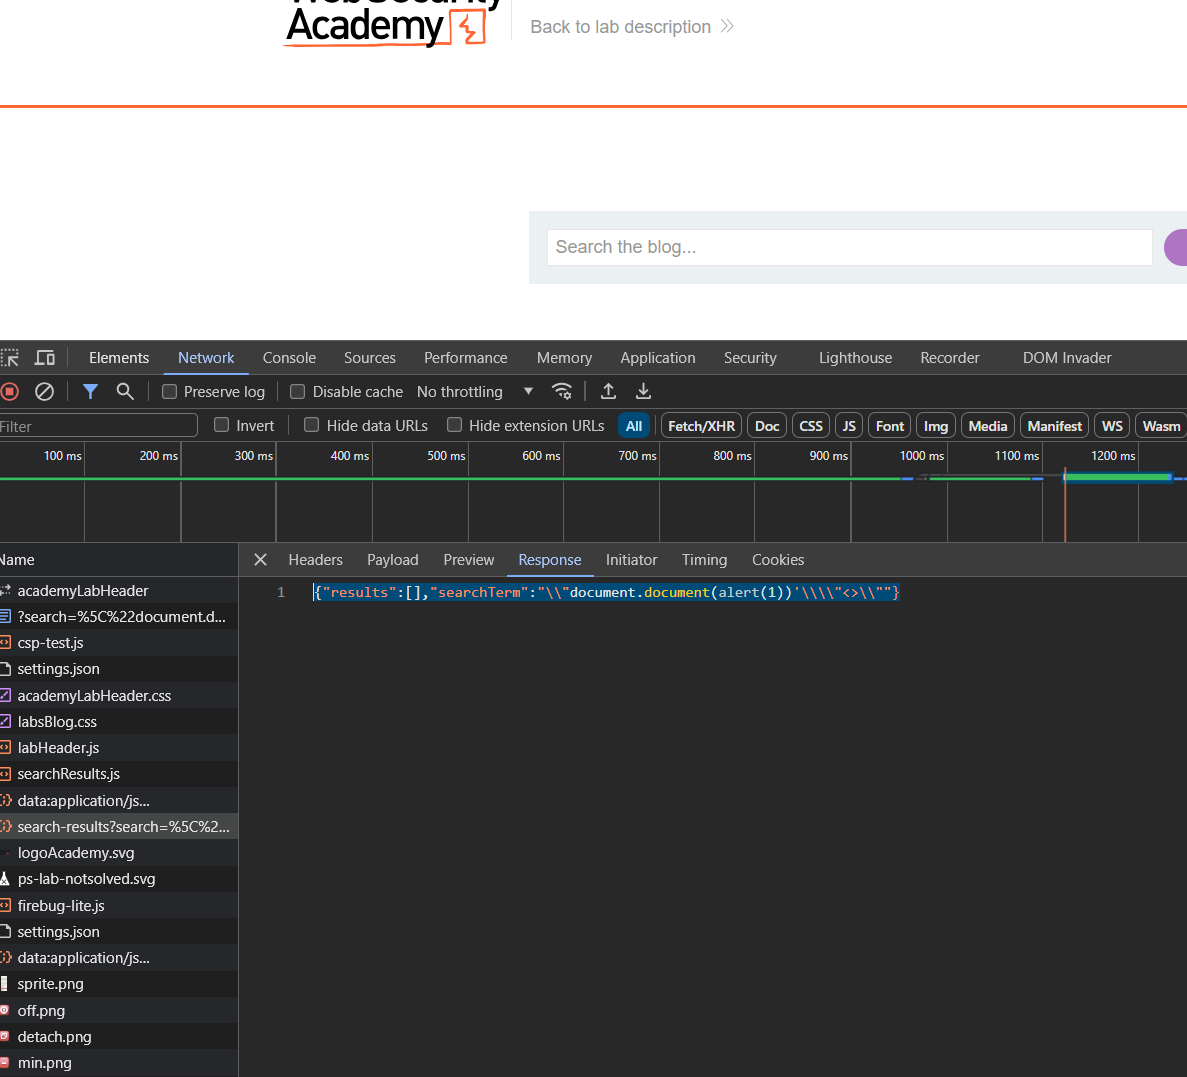 WebSecurity
Academy
Back to lab description
Search the blog...
Elements Network Console Sources Performance Memory Application Security Lighthouse Recorder DOM Invader
Preserve log Disable cache No throttling
Filter Invert Hide data URLs Hide extension URLs All Fetch/XHR Doc CSS JS Font Img Media Manifest WS Wasm
100 ms 200 ms 300 ms 400 ms 500 ms 600 ms 700 ms 800 ms 900 ms 1000 ms 1100 ms 1200 ms
Name Headers Payload Preview Response Initiator Timing Cookies
1 {"results":[],"searchTerm":"\\"document.document(alert(1))'\\\\"<>\\""}
academyLabHeader
?search=%5C%22document.d...
csp-test.js
settings.json
academyLabHeader.css
labsBlog.css
labHeader.js
searchResults.js
data:application/js...
search-results?search=%5C%2...
logoAcademy.svg
ps-lab-notsolved.svg
firebug-lite.js
settings.json
data:application/js...
sprite.png
off.png
detach.png
min.png